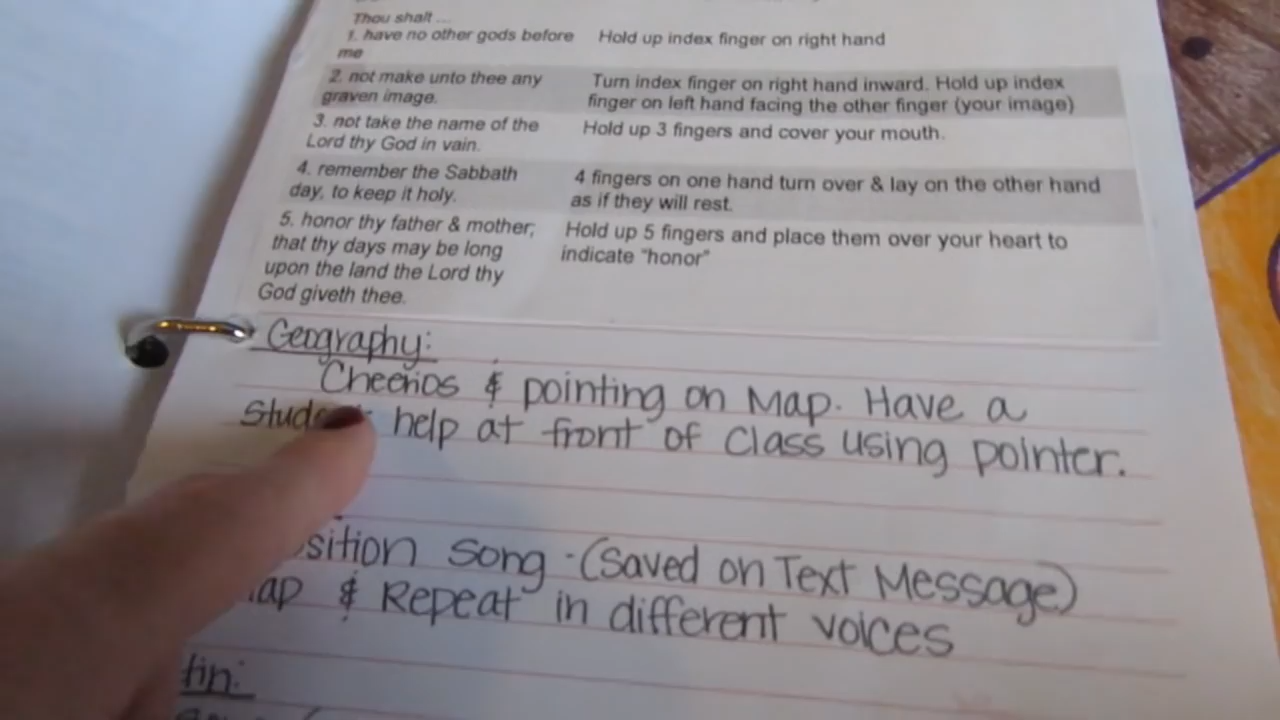 Thou shalt ...
1. have no other gods before me
Hold up index finger on right hand
2. not make unto thee any graven image.
Turn index finger on right hand inward. Hold up index finger on left hand facing the other finger (your image)
3. not take the name of the Lord thy God in vain.
Hold up 3 fingers and cover your mouth.
4. remember the Sabbath day, to keep it holy.
4 fingers on one hand turn over & lay on the other hand as if they will rest.
5. honor thy father & mother; that thy days may be long upon the land the Lord thy God giveth thee.
Hold up 5 fingers and place them over your heart to indicate "honor"
Geography:
Cheerios & pointing on Map. Have a
help at front of class using pointer.
song - (saved on Text Message)
& Repeat in different voices